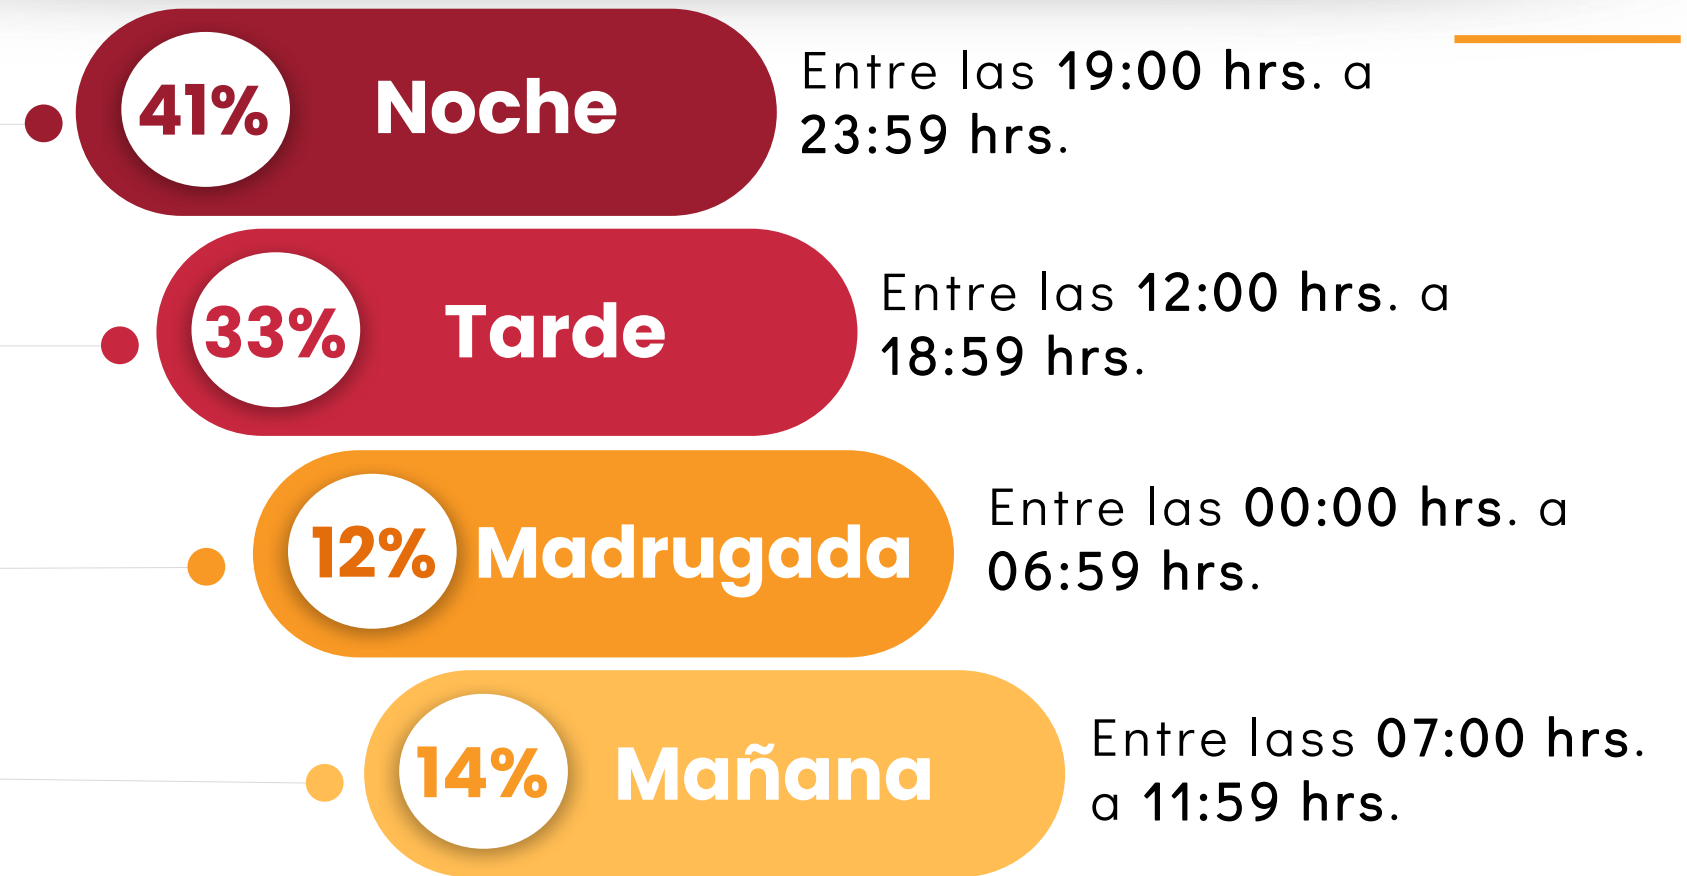 41% Noche
Entre las 19:00 hrs. a
23:59 hrs.
33% Tarde
Entre las 12:00 hrs. a
18:59 hrs.
12% Madrugada
Entre las 00:00 hrs. a
06:59 hrs.
14% Mañana
Entre lass 07:00 hrs.
a 11:59 hrs.